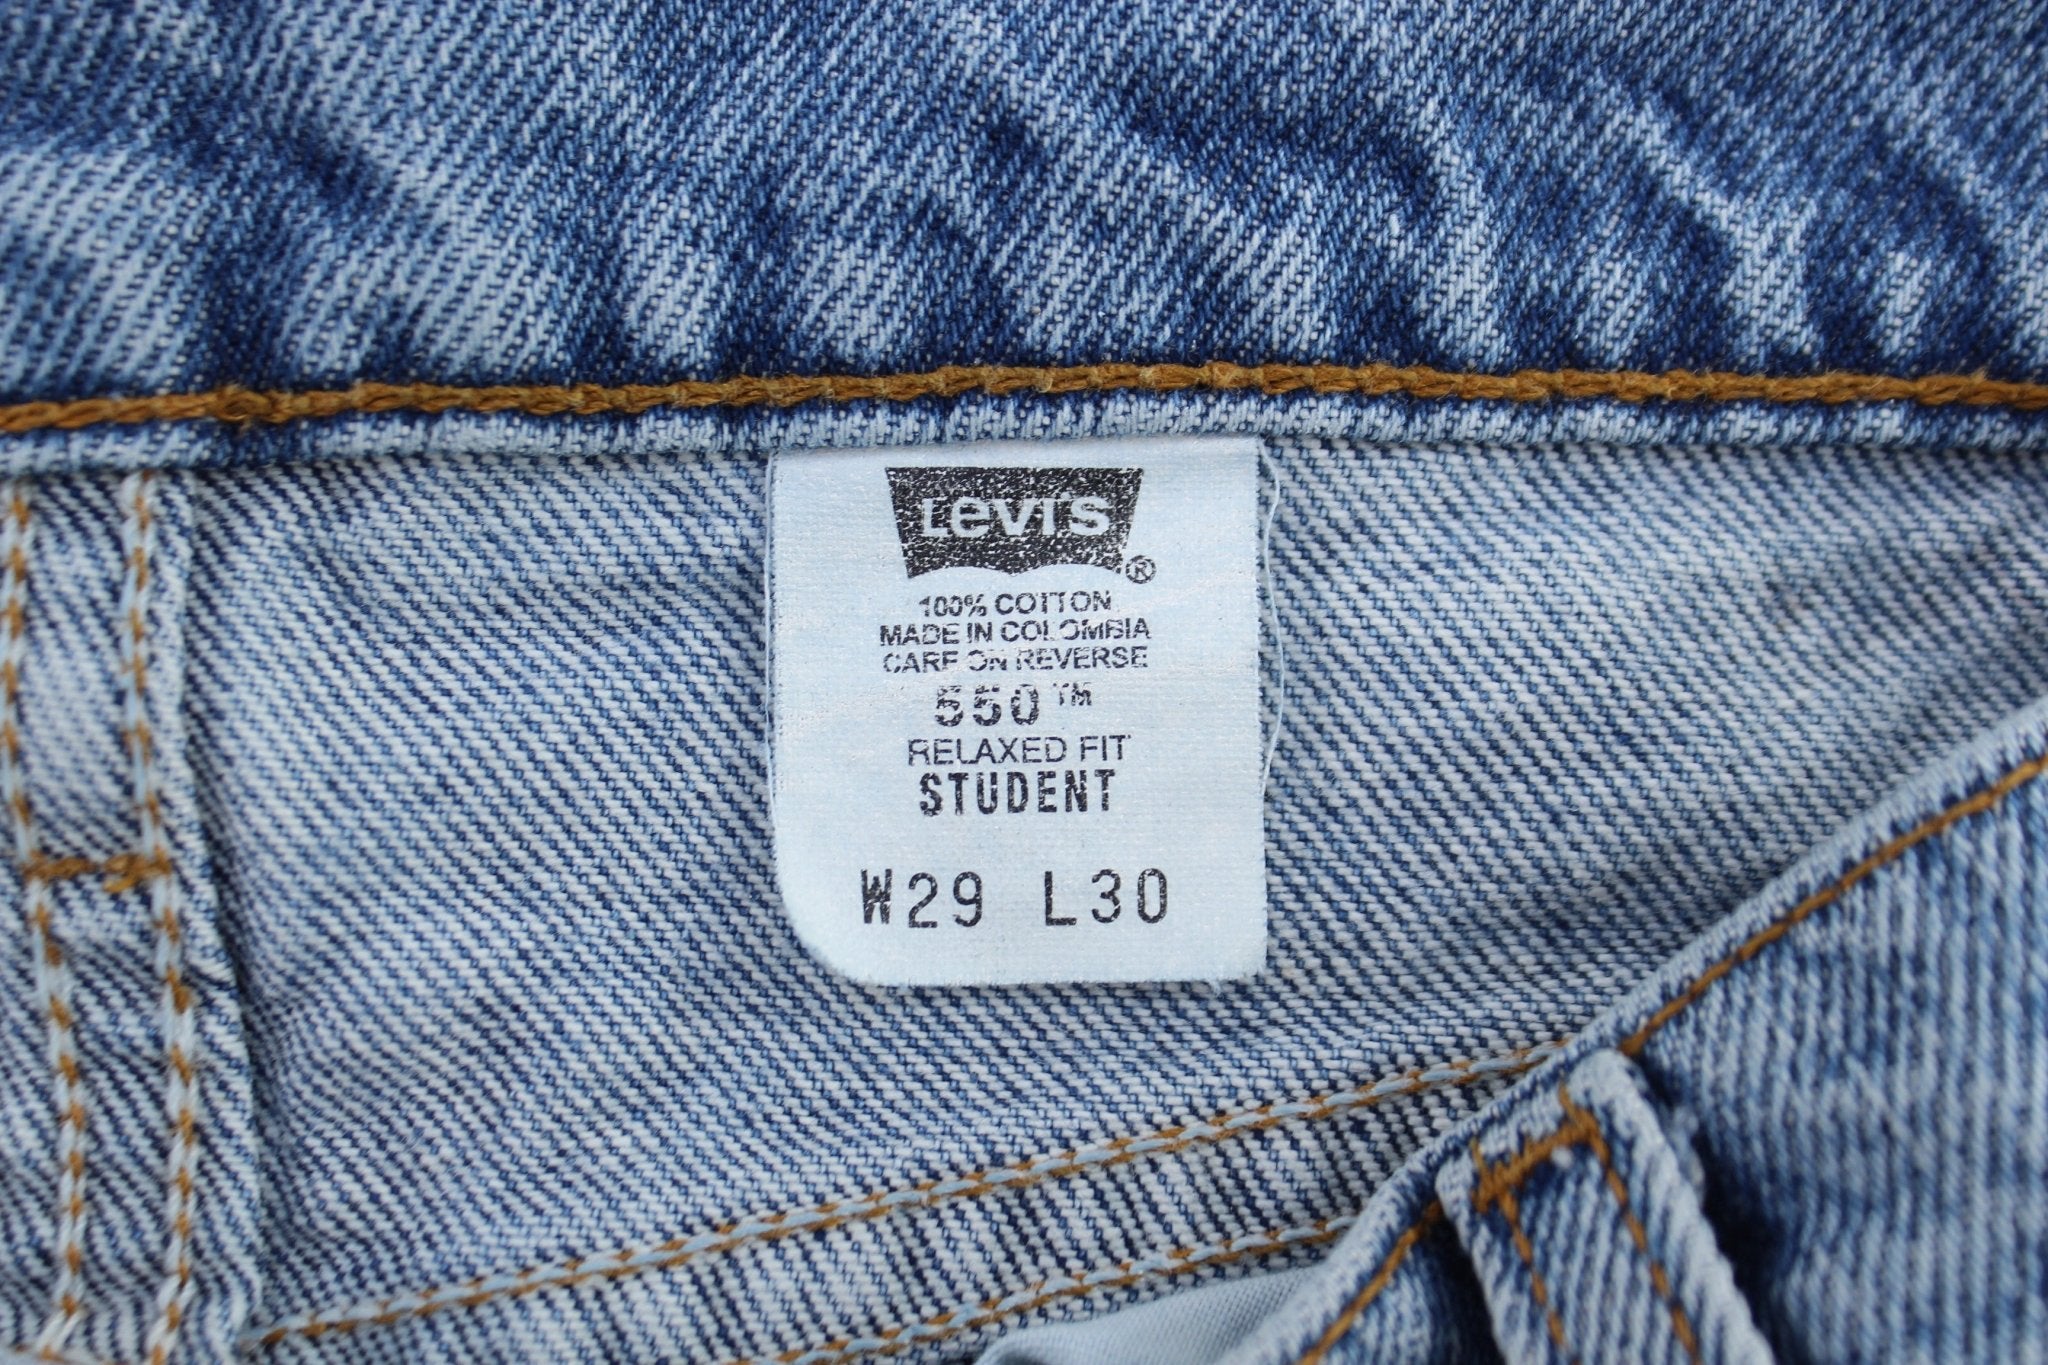 Levi's ®
100% COTTON
MADE IN COLOMBIA
CARE ON REVERSE
550™
RELAXED FIT
STUDENT
W29 L30